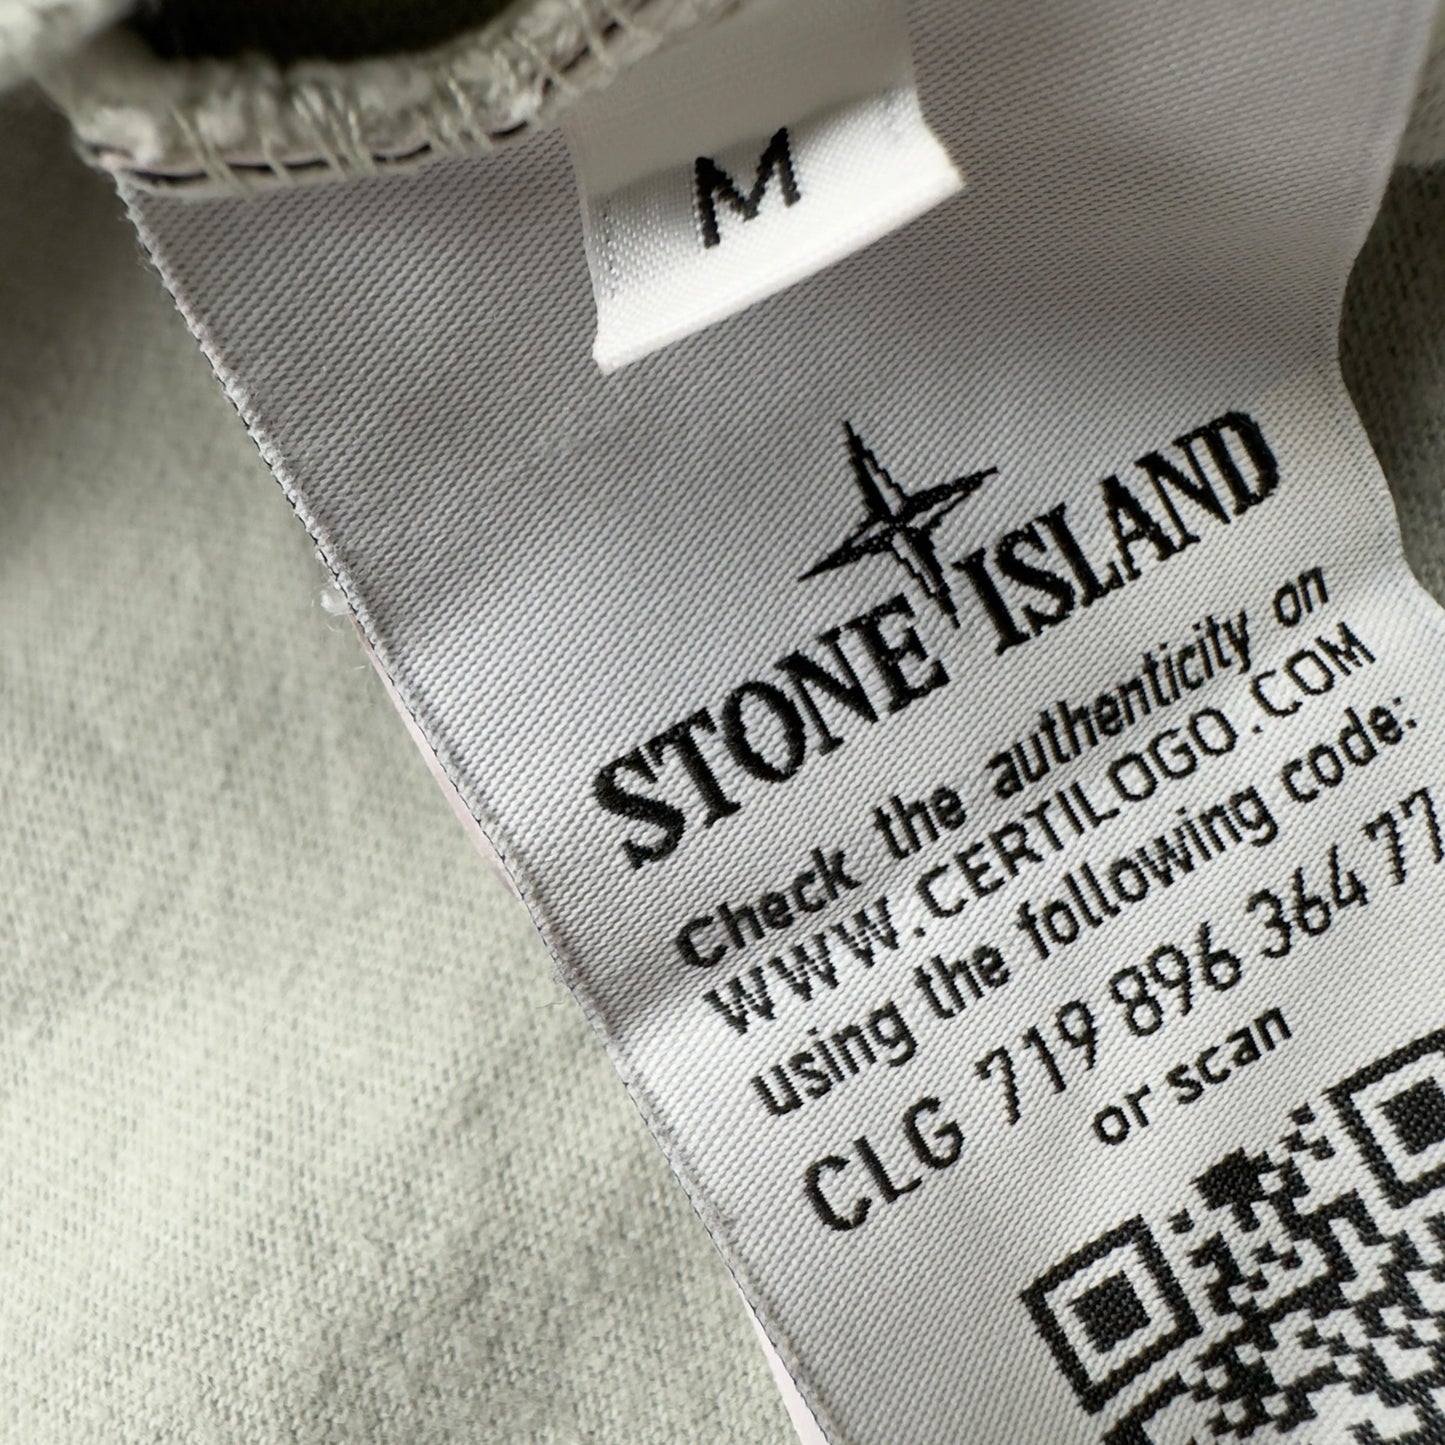 M
STONE ISLAND
Check the authenticity on
WWW.CERTILOGO.COM
using the following code:
CLG 719 896 364 77
or scan